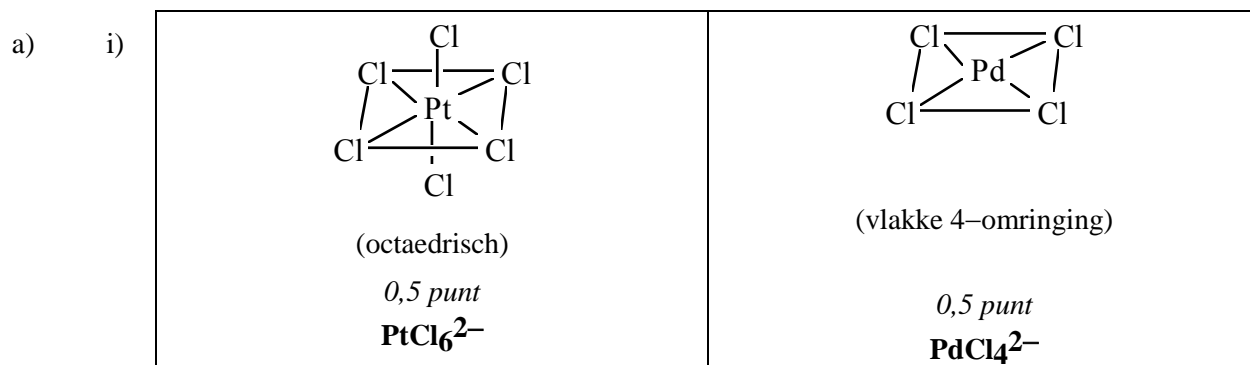 a) i)
Cl
Cl Cl
Pt
Cl Cl
Cl
(octaedrisch)
0,5 punt
PtCl₆²⁻
Cl Cl
Pd
Cl Cl
(vlakke 4–omringing)
0,5 punt
PdCl₄²⁻